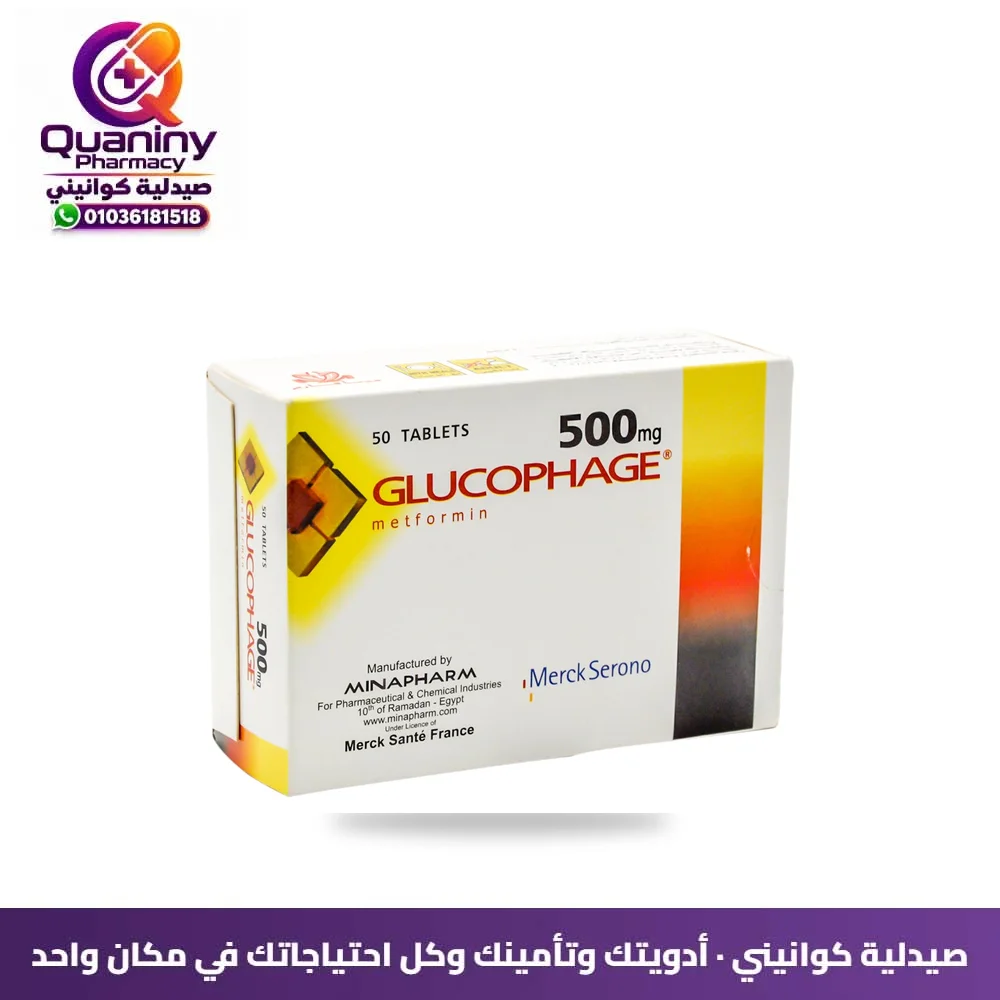 Quaniny
Pharmacy
صيدلية كوانيني
01036181518
50 TABLETS
500mg
GLUCOPHAGE®
metformin
50 TABLETS
GLUCOPHAGE
metformin
500mg
Manufactured by
MINAPHARM
For Pharmaceutical & Chemical Industries
10th of Ramadan - Egypt
www.minapharm.com
Under Licence of
Merck Santé France
Merck Serono
صيدلية كوانيني · أدويتك وتأمينك وكل احتياجاتك في مكان واحد